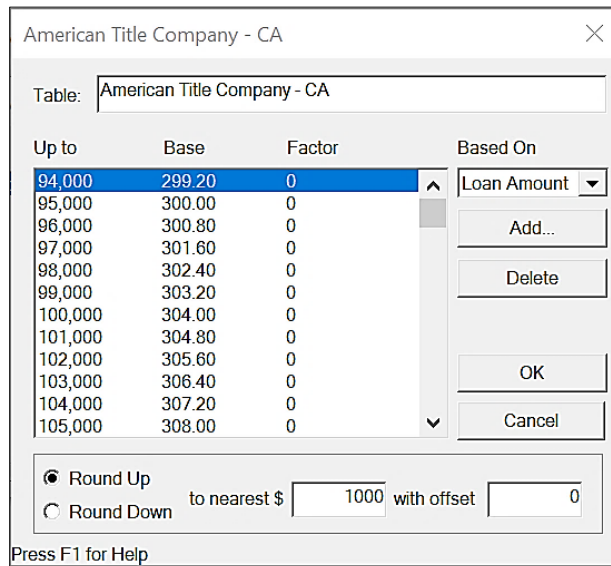 American Title Company - CA
Table: American Title Company - CA
Up to Base Factor Based On
94,000 299.20 0 Loan Amount
95,000 300.00 0
96,000 300.80 0 Add...
97,000 301.60 0
98,000 302.40 0 Delete
99,000 303.20 0
100,000 304.00 0
101,000 304.80 0
102,000 305.60 0
103,000 306.40 0 OK
104,000 307.20 0
105,000 308.00 0 Cancel
Round Up
to nearest $ 1000 with offset 0
Round Down
Press F1 for Help